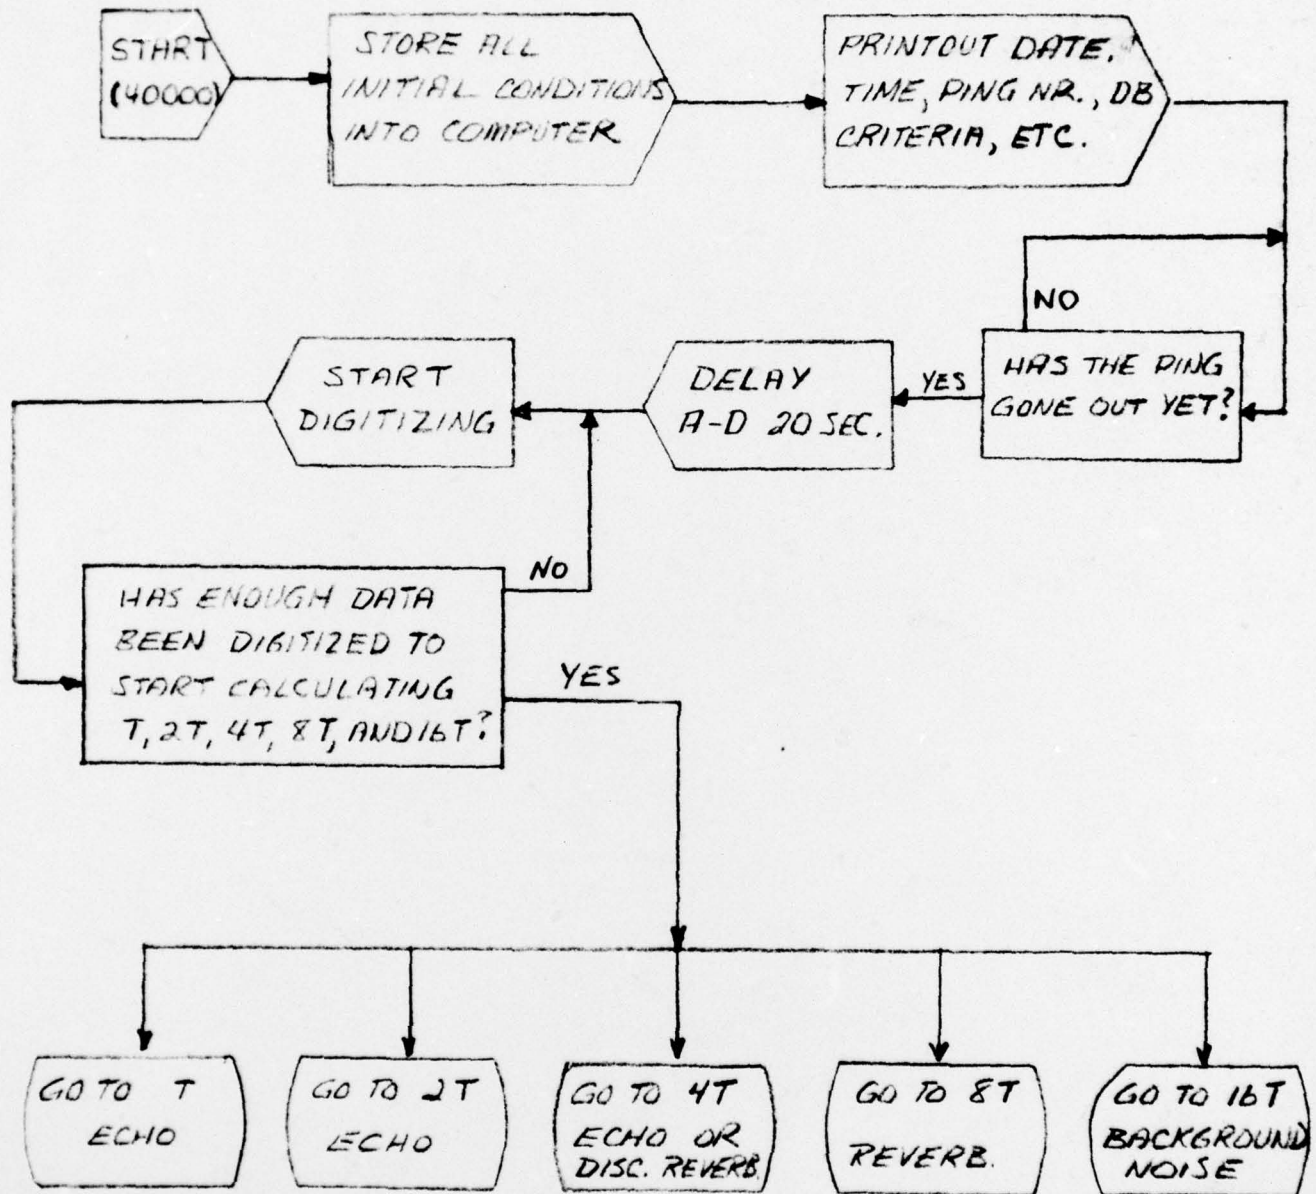 START
(40000)
STORE ALL
INITIAL CONDITIONS
INTO COMPUTER
PRINTOUT DATE,
TIME, PING NR., DB
CRITERIA, ETC.
NO
HAS THE PING
GONE OUT YET?
YES
DELAY
A-D 20 SEC.
START
DIGITIZING
HAS ENOUGH DATA
BEEN DIGITIZED TO
START CALCULATING
T, 2T, 4T, 8T, AND 16T?
NO
YES
GO TO T
ECHO
GO TO 2T
ECHO
GO TO 4T
ECHO OR
DISC. REVERB.
GO TO 8T
REVERB.
GO TO 16T
BACKGROUND
NOISE